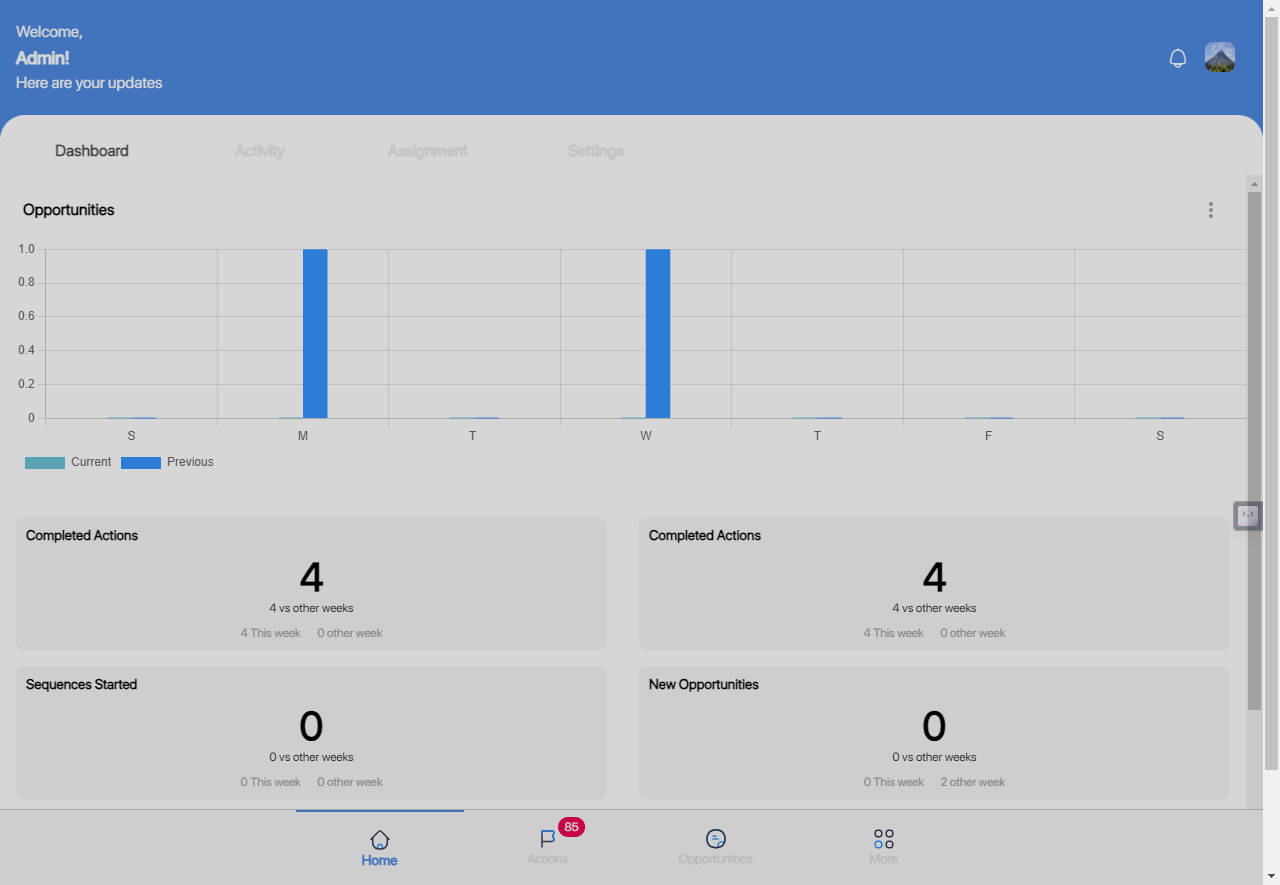 Welcome,
Admin!
Here are your updates
Dashboard Activity Assignment Settings
Opportunities
1.0
0.8
0.6
0.4
0.2
0
S M T W T F S
Current Previous
Completed Actions
4
4 vs other weeks
4 This week 0 other week
Completed Actions
4
4 vs other weeks
4 This week 0 other week
Sequences Started
0
0 vs other weeks
0 This week 0 other week
New Opportunities
0
0 vs other weeks
0 This week 2 other week
Home
85
Actions
Opportunities
More